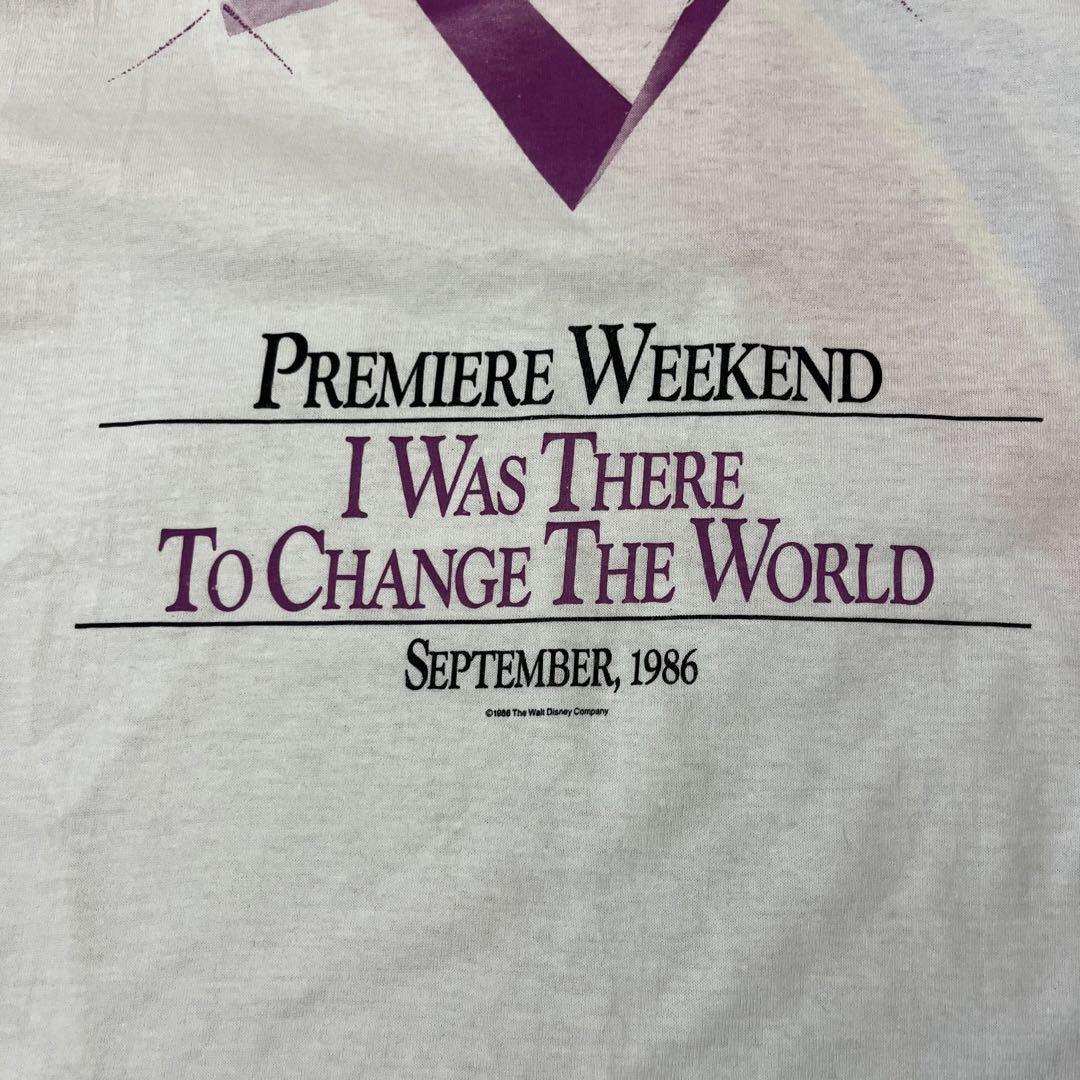 PREMIERE WEEKEND
I WAS THERE
TO CHANGE THE WORLD
SEPTEMBER, 1986
©1986 The Walt Disney Company